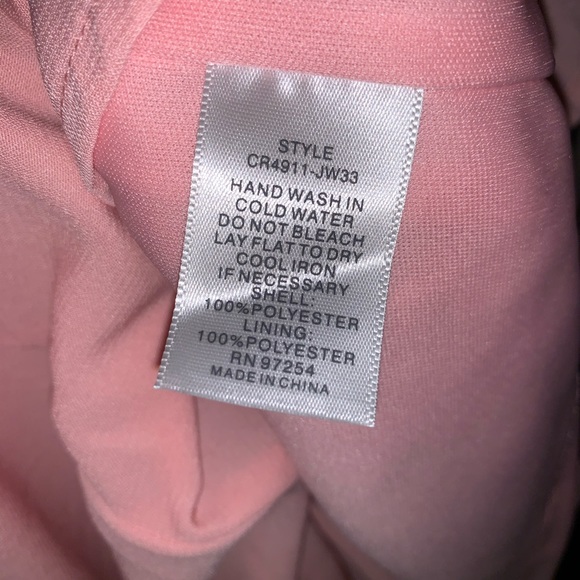 STYLE
CR4911-JW33
HAND WASH IN
COLD WATER
DO NOT BLEACH
LAY FLAT TO DRY
COOL IRON
IF NECESSARY
SHELL:
100%POLYESTER
LINING:
100%POLYESTER
RN 97254
MADE IN CHINA